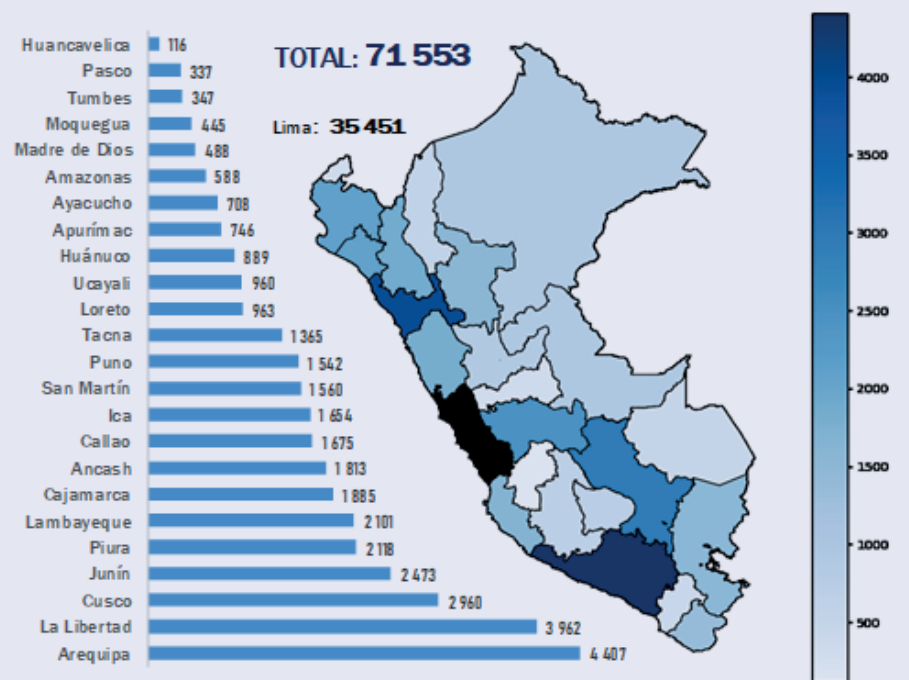 TOTAL: 71 553
Lima: 35 451
Huancavelica 116
Pasco 337
Tumbes 347
Moquegua 445
Madre de Dios 488
Amazonas 588
Ayacucho 708
Apurímac 746
Huánuco 889
Ucayali 960
Loreto 963
Tacna 1 365
Puno 1 542
San Martín 1 560
Ica 1 654
Callao 1 675
Ancash 1 813
Cajamarca 1 885
Lambayeque 2 101
Piura 2 118
Junín 2 473
Cusco 2 960
La Libertad 3 962
Arequipa 4 407
4000
3500
3000
2500
2000
1500
1000
500